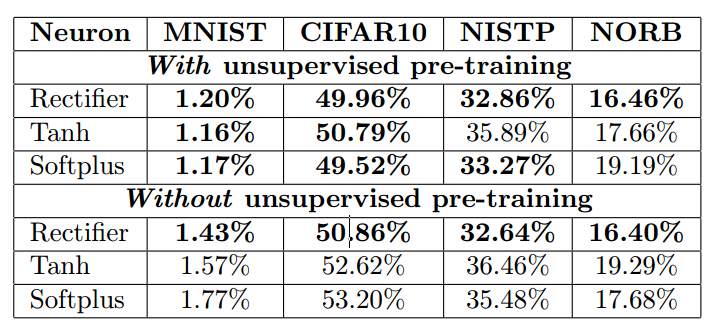 Neuron MNIST CIFAR10 NISTP NORB
With unsupervised pre-training
Rectifier 1.20% 49.96% 32.86% 16.46%
Tanh 1.16% 50.79% 35.89% 17.66%
Softplus 1.17% 49.52% 33.27% 19.19%
Without unsupervised pre-training
Rectifier 1.43% 50.86% 32.64% 16.40%
Tanh 1.57% 52.62% 36.46% 19.29%
Softplus 1.77% 53.20% 35.48% 17.68%